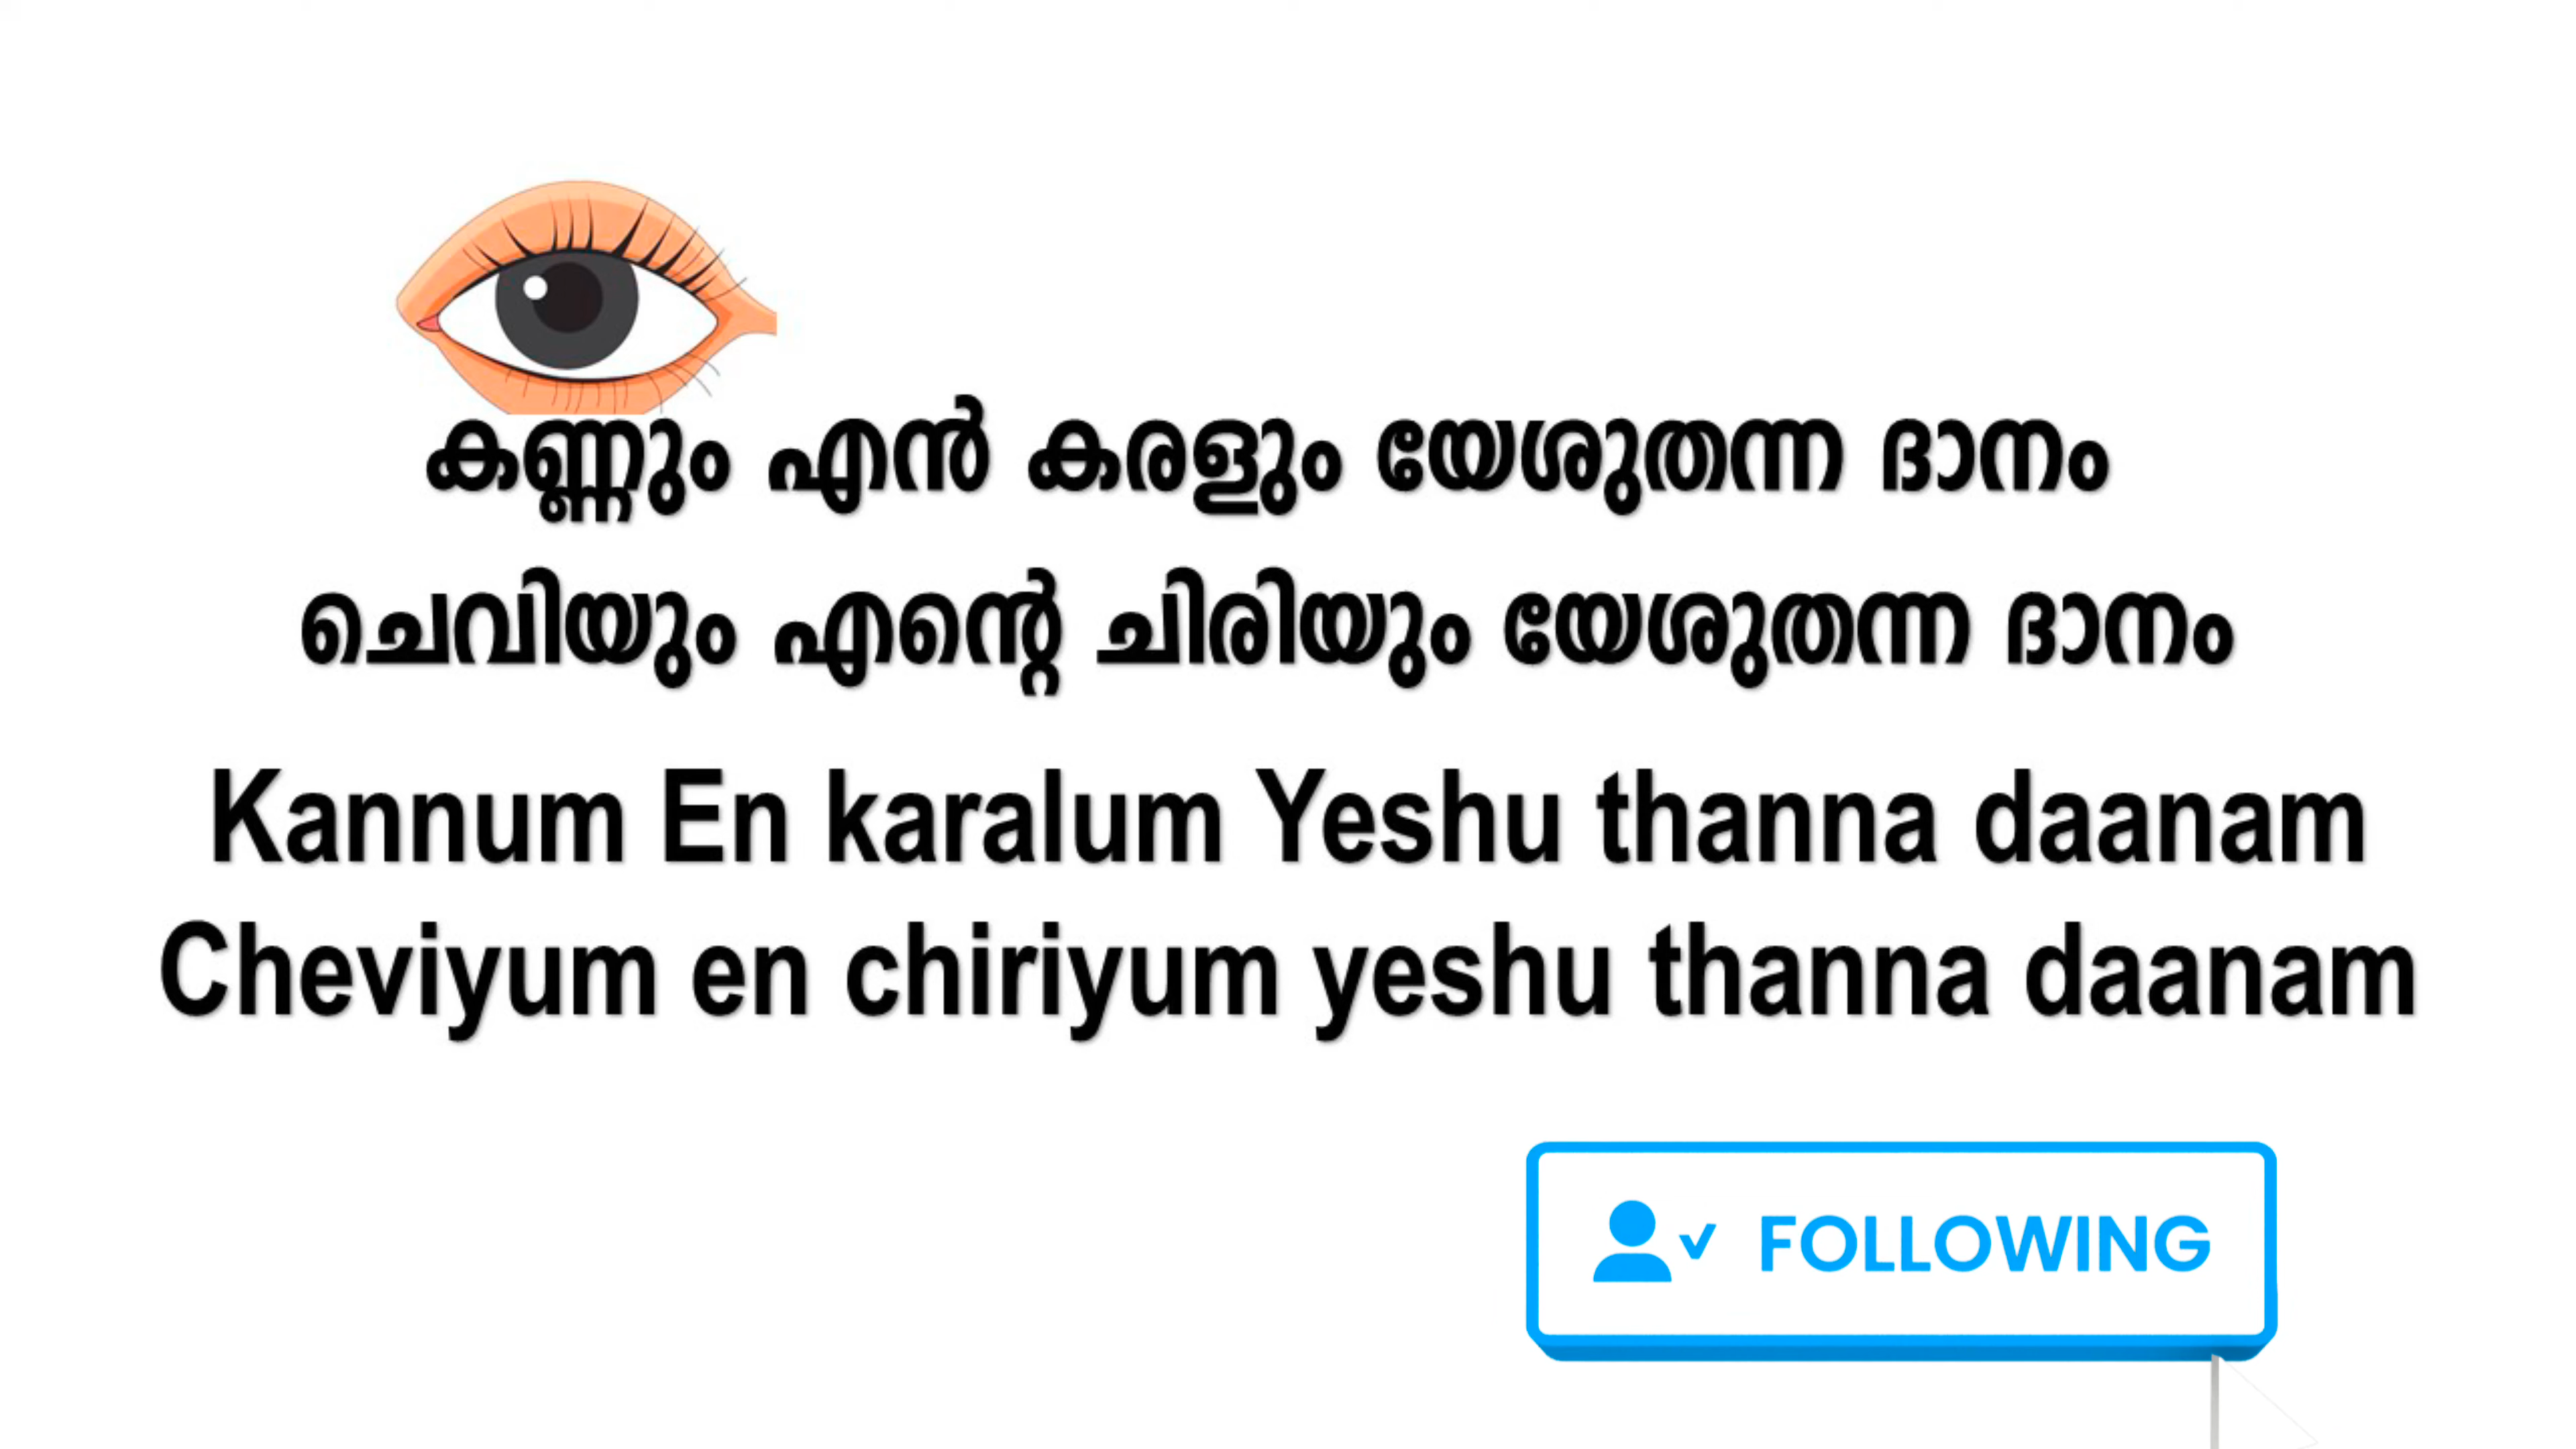 കണ്ണും എൻ കരളും യേശുതന്ന ദാനം
ചെവിയും എന്റെ ചിരിയും യേശുതന്ന ദാനം
Kannum En karalum Yeshu thanna daanam
Cheviyum en chiriyum yeshu thanna daanam
FOLLOWING